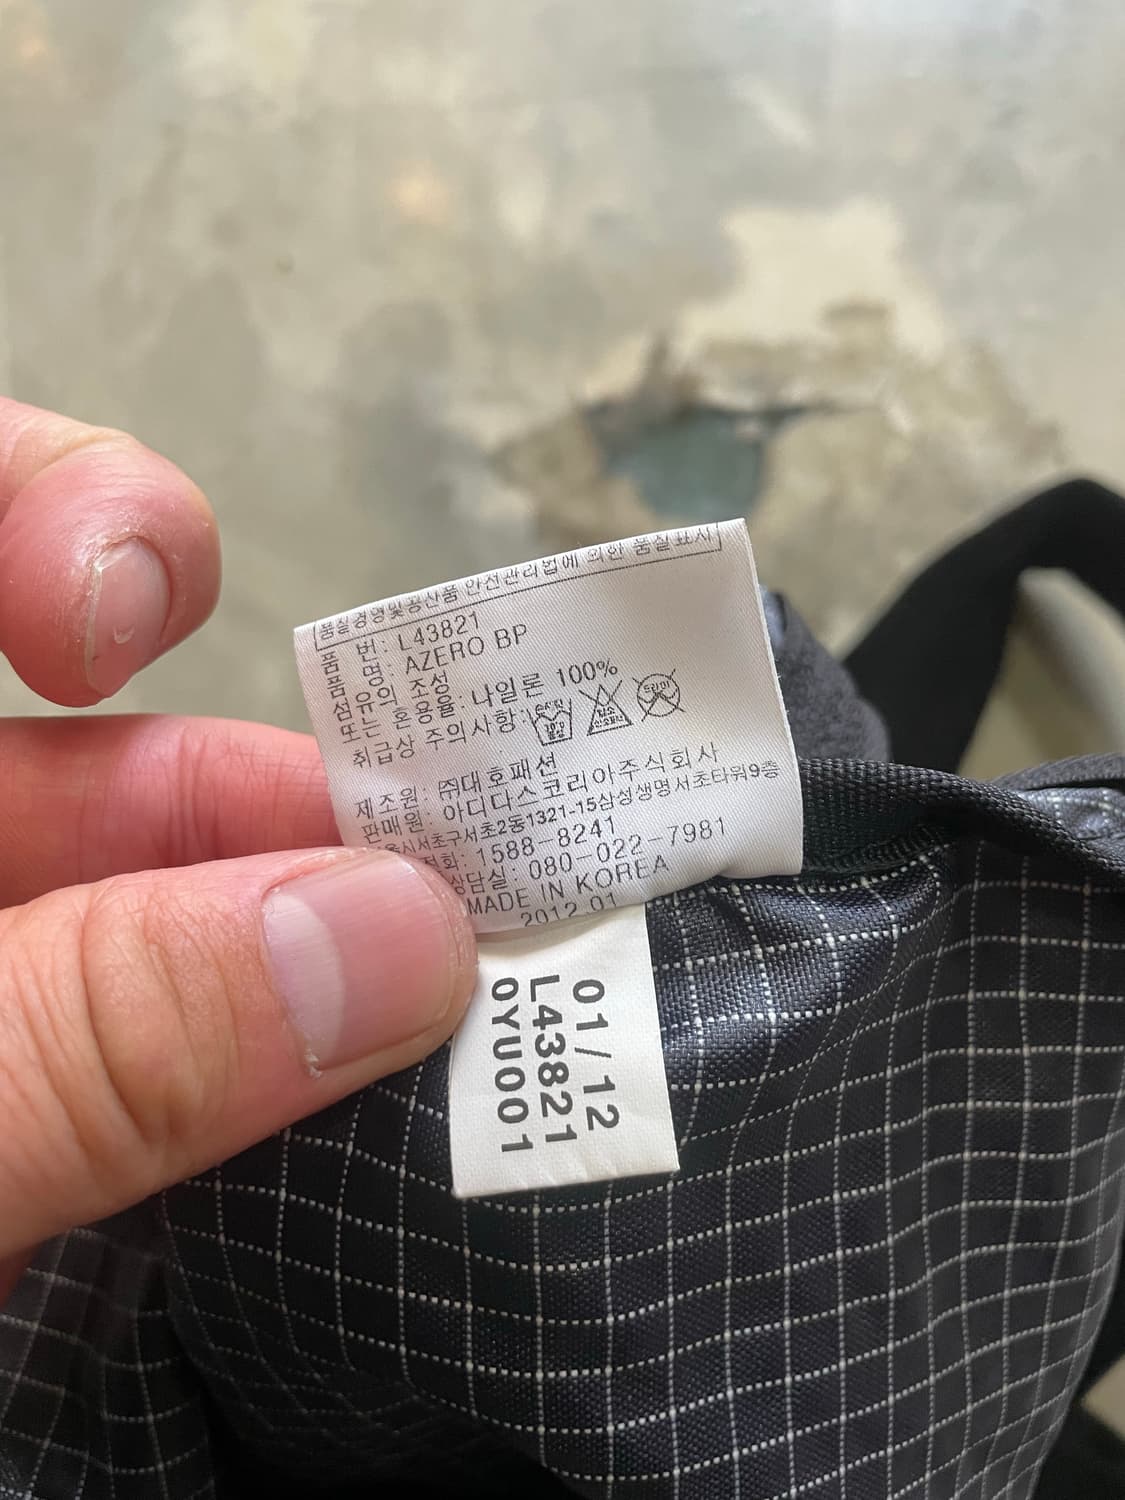 품질경영및공산품안전관리법에 의한 품질표시
품 번: L43821
품 명: AZERO BP
섬유의 조성
또는 혼용율: 나일론 100%
취급상 주의사항
제조원: ㈜대호패션
판매원: 아디다스코리아주식회사
시서초구서초2동1321-15삼성생명서초타워9층
전화: 1588-8241
상담실: 080-022-7981
MADE IN KOREA
2012.01
01/12
L43821
0YU001